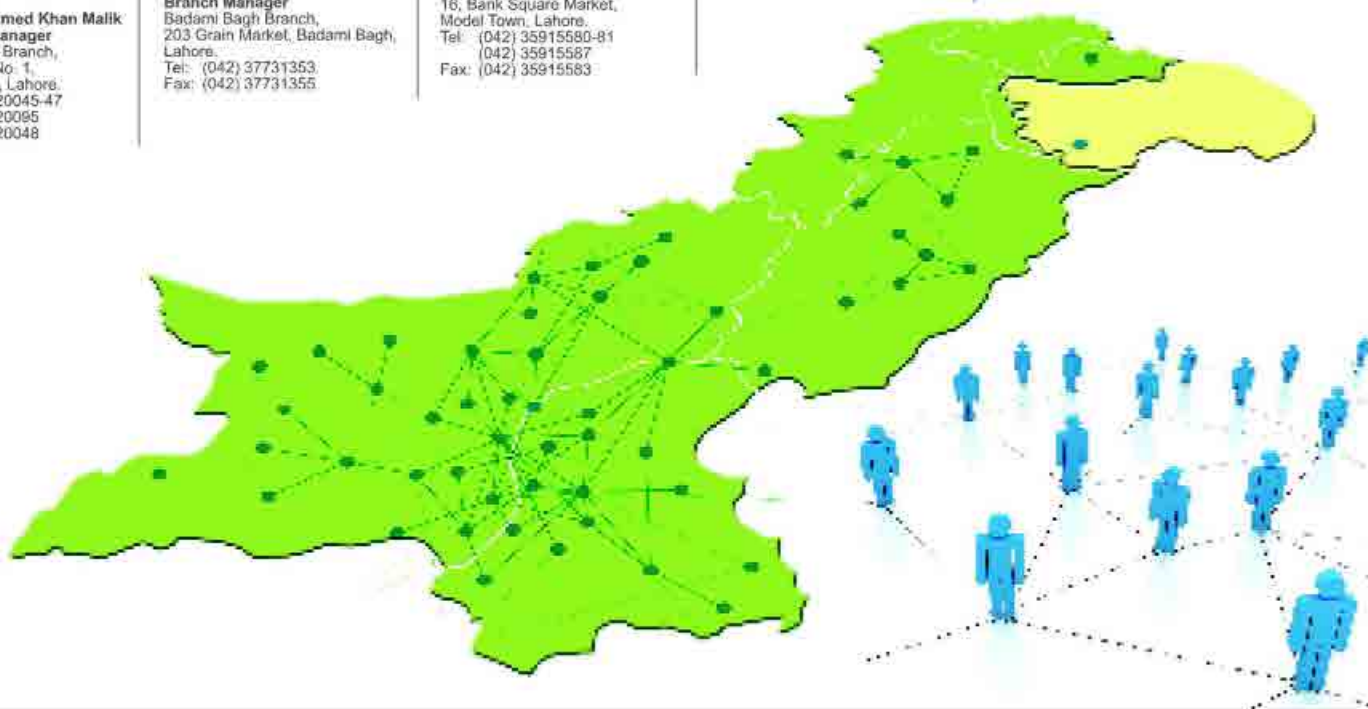 med Khan Malik
anager
Branch,
No. 1,
, Lahore.
20045-47
20095
20048
Branch Manager
Badami Bagh Branch,
203 Grain Market, Badami Bagh,
Lahore.
Tel: (042) 37731353
Fax: (042) 37731355
16, Bank Square Market,
Model Town, Lahore.
Tel: (042) 35915580-81
(042) 35915587
Fax: (042) 35915583